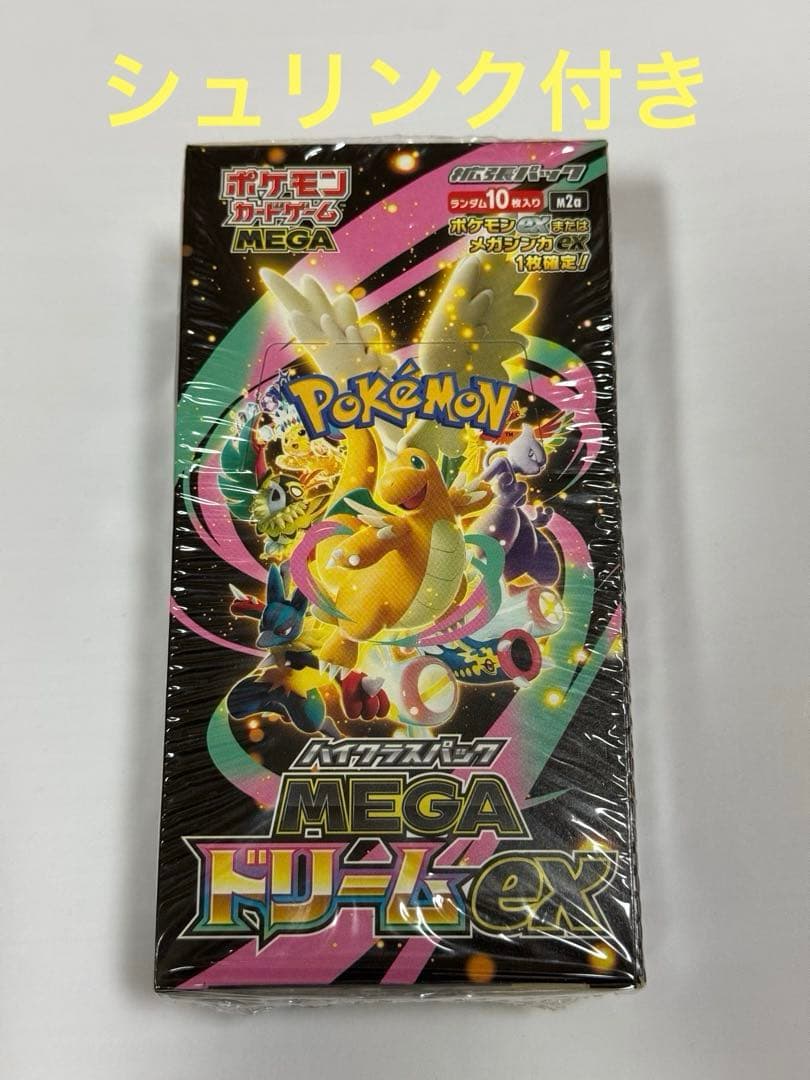 シュリンク付き
ポケモン
カードゲーム
MEGA
拡張パック
ランダム10枚入り
M2a
ポケモンexまたは
メガシンカex
1枚確定!
POKéMON
TM
ハイクラスパック
MEGA
ドリームex